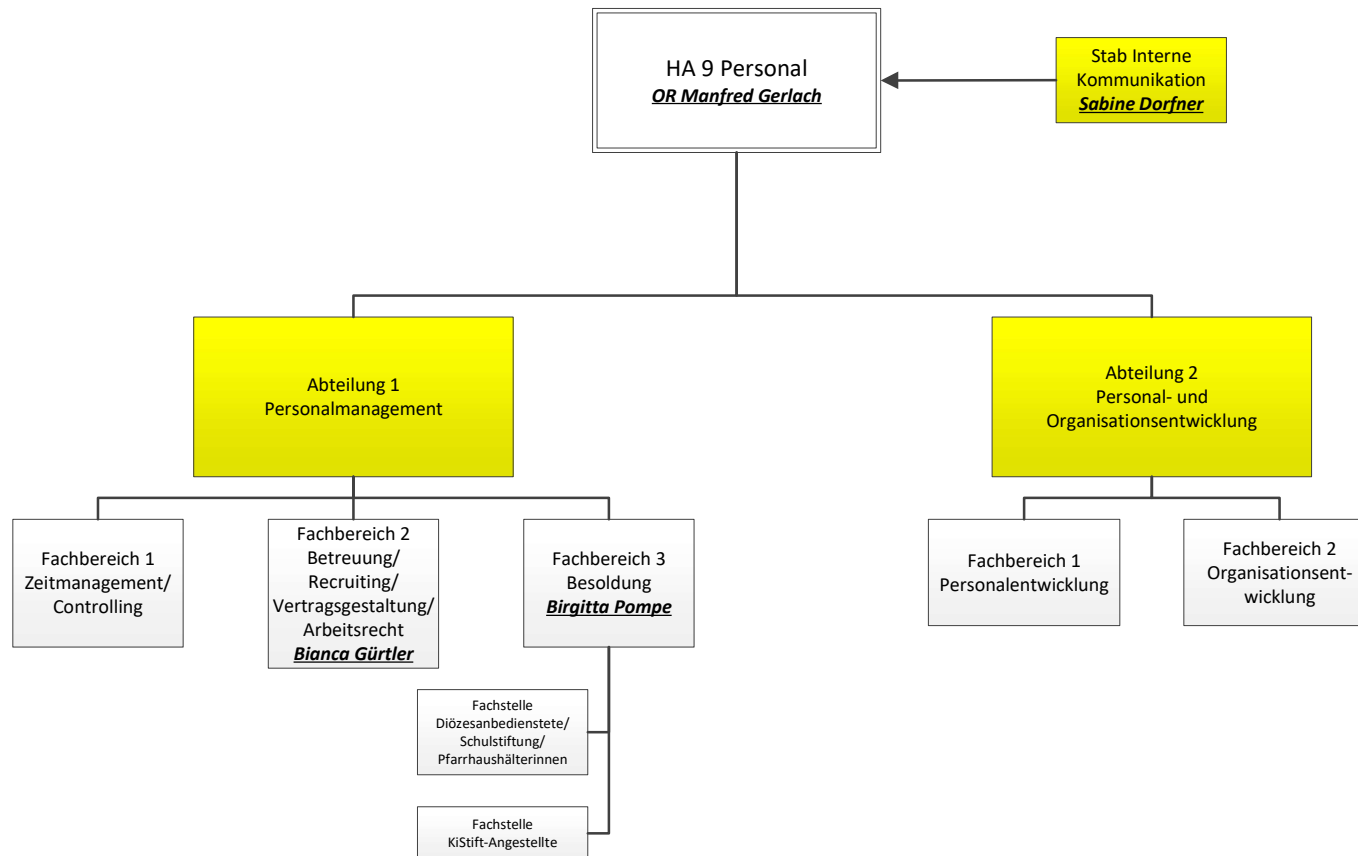 HA 9 Personal
OR Manfred Gerlach
Stab Interne
Kommunikation
Sabine Dorfner
Abteilung 1
Personalmanagement
Abteilung 2
Personal- und
Organisationsentwicklung
Fachbereich 1
Zeitmanagement/
Controlling
Fachbereich 2
Betreuung/
Recruiting/
Vertragsgestaltung/
Arbeitsrecht
Bianca Gürtler
Fachbereich 3
Besoldung
Birgitta Pompe
Fachbereich 1
Personalentwicklung
Fachbereich 2
Organisationsent-
wicklung
Fachstelle
Diözesanbedienstete/
Schulstiftung/
Pfarrhaushälterinnen
Fachstelle
KiStift-Angestellte